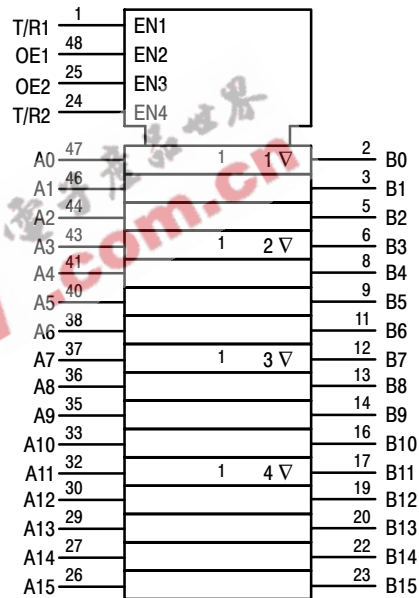 T/R1 1 EN1
OE1 48 EN2
OE2 25 EN3
T/R2 24 EN4
A0 47 1 1 ∇ 2 B0
A1 46 3 B1
A2 44 5 B2
A3 43 1 2 ∇ 6 B3
A4 41 8 B4
A5 40 9 B5
A6 38 11 B6
A7 37 1 3 ∇ 12 B7
A8 36 13 B8
A9 35 14 B9
A10 33 16 B10
A11 32 1 4 ∇ 17 B11
A12 30 19 B12
A13 29 20 B13
A14 27 22 B14
A15 26 23 B15
.com.cn